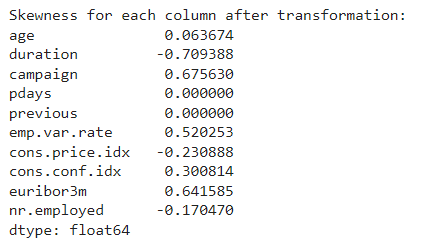 Skewness for each column after transformation:
age 0.063674
duration -0.709388
campaign 0.675630
pdays 0.000000
previous 0.000000
emp.var.rate 0.520253
cons.price.idx -0.230888
cons.conf.idx 0.300814
euribor3m 0.641585
nr.employed -0.170470
dtype: float64